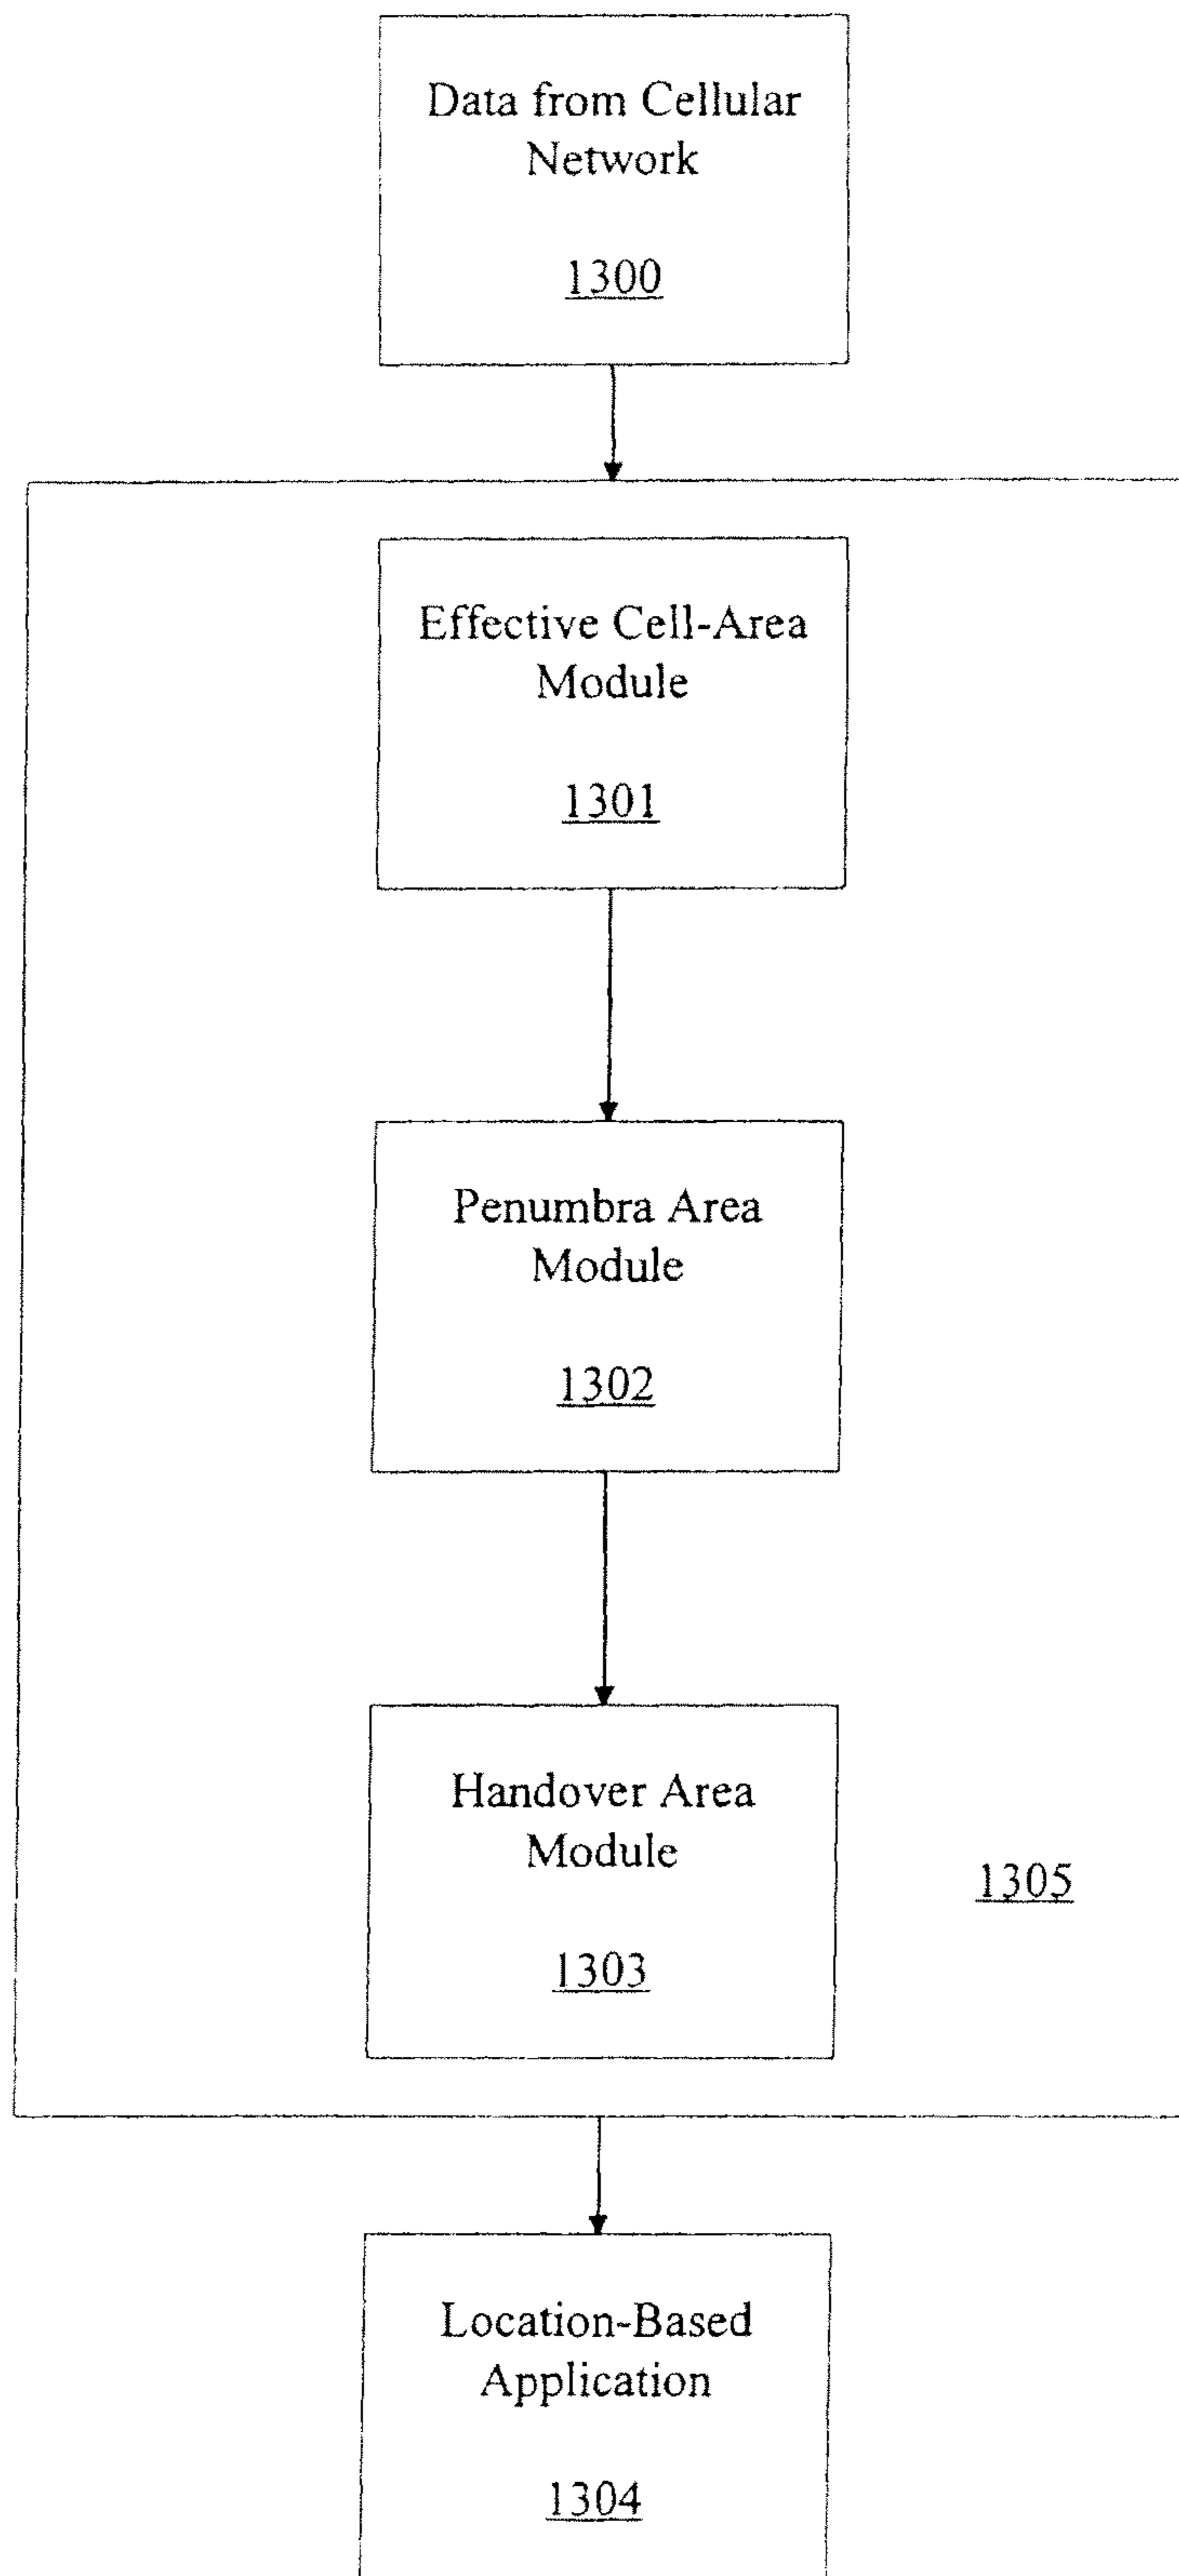 Data from Cellular
Network
1300
Effective Cell-Area
Module
1301
Penumbra Area
Module
1302
Handover Area
Module
1303
1305
Location-Based
Application
1304